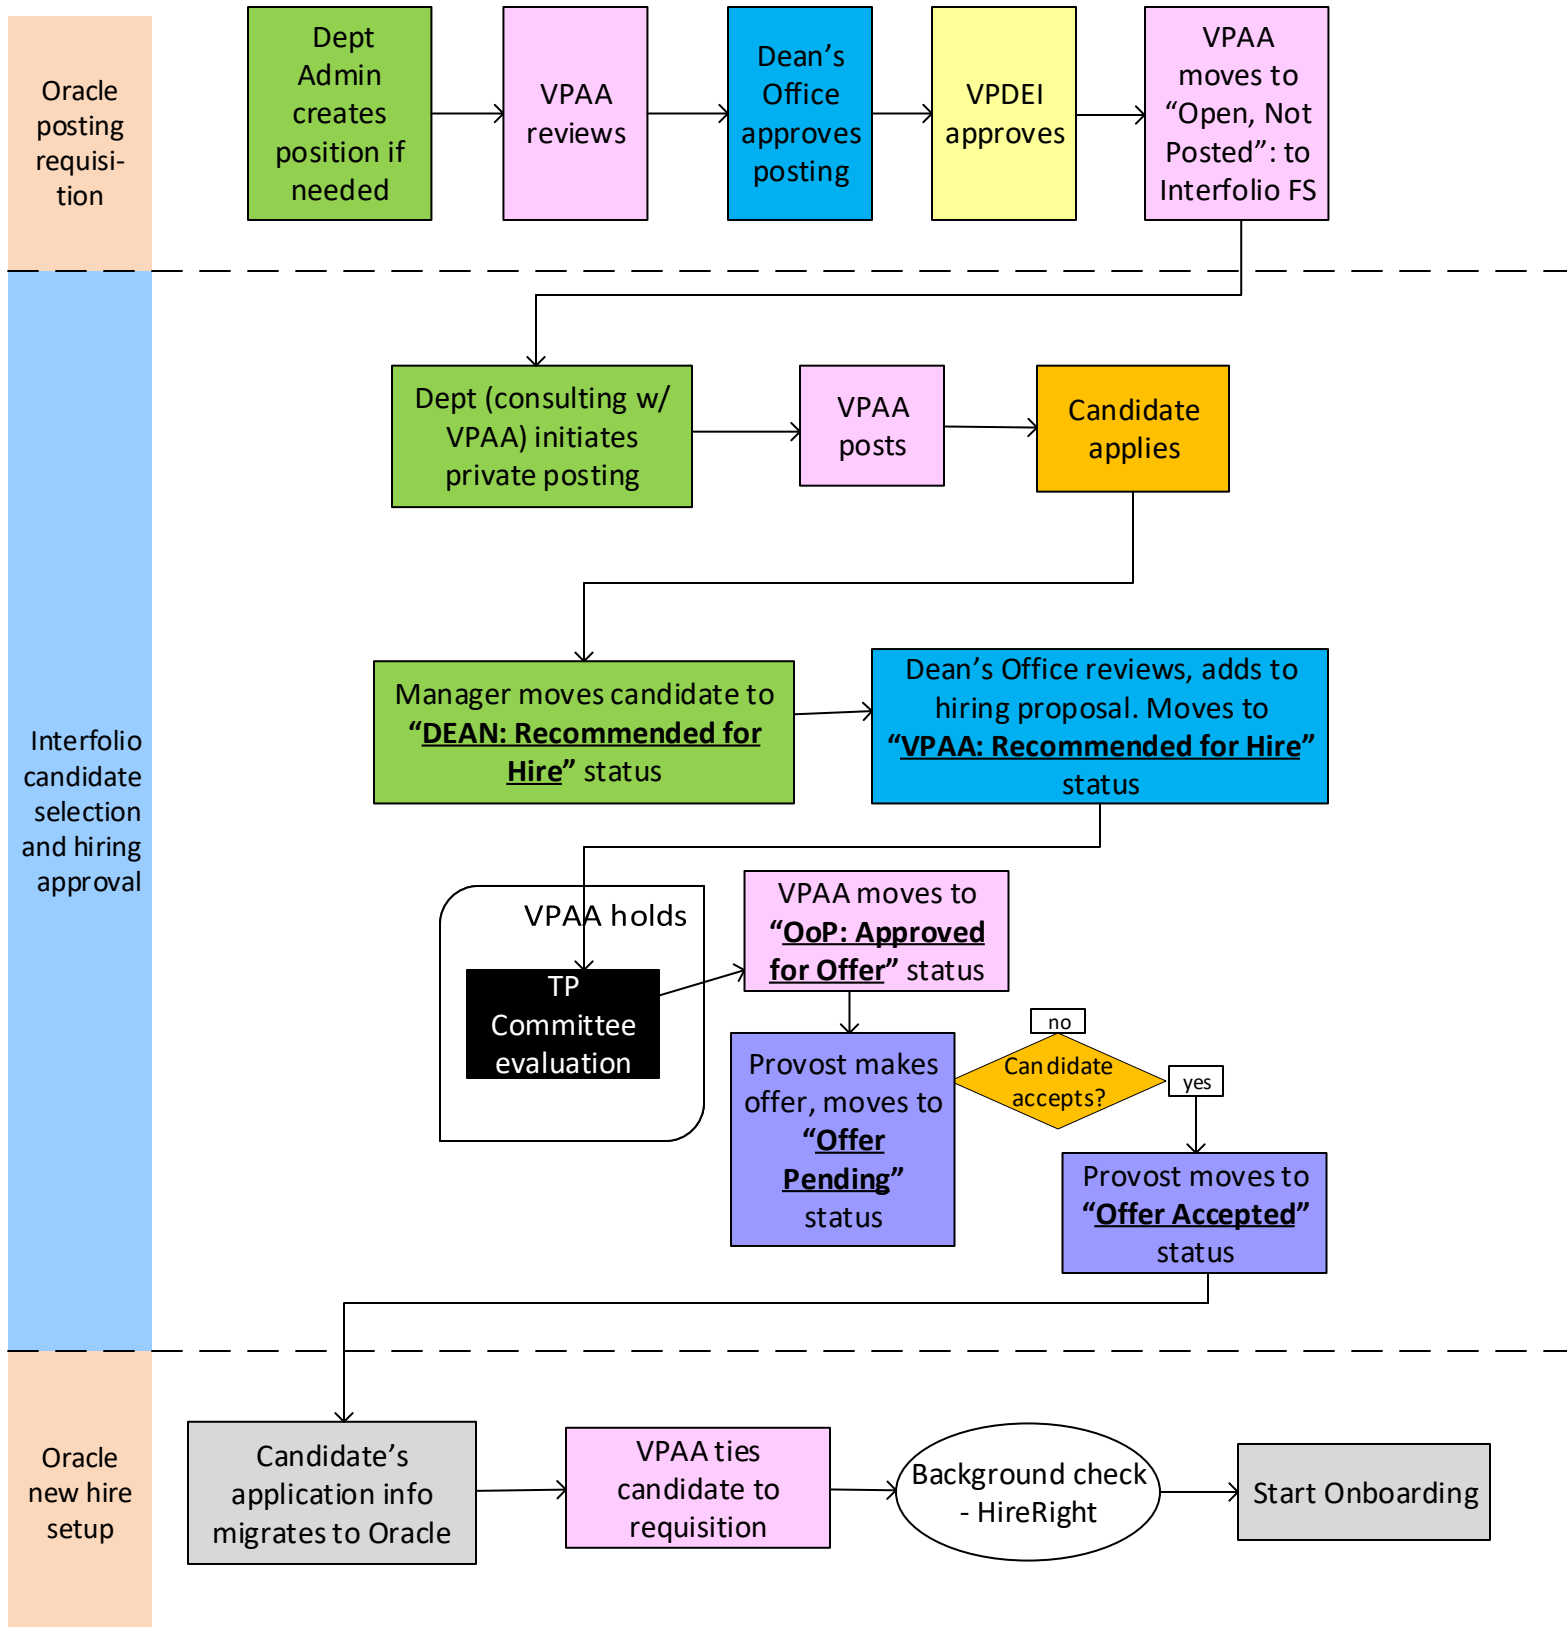 Oracle
posting
requisi-
tion
Dept
Admin
creates
position if
needed
VPAA
reviews
Dean’s
Office
approves
posting
VPDEI
approves
VPAA
moves to
“Open, Not
Posted”: to
Interfolio FS
Interfolio
candidate
selection
and hiring
approval
Dept (consulting w/
VPAA) initiates
private posting
VPAA
posts
Candidate
applies
Manager moves candidate to
“DEAN: Recommended for
Hire” status
Dean’s Office reviews, adds to
hiring proposal. Moves to
“VPAA: Recommended for Hire”
status
VPAA holds
TP
Committee
evaluation
VPAA moves to
“OoP: Approved
for Offer” status
Provost makes
offer, moves to
“Offer
Pending”
status
no
Candidate
accepts?
yes
Provost moves to
“Offer Accepted”
status
Oracle
new hire
setup
Candidate’s
application info
migrates to Oracle
VPAA ties
candidate to
requisition
Background check
- HireRight
Start Onboarding